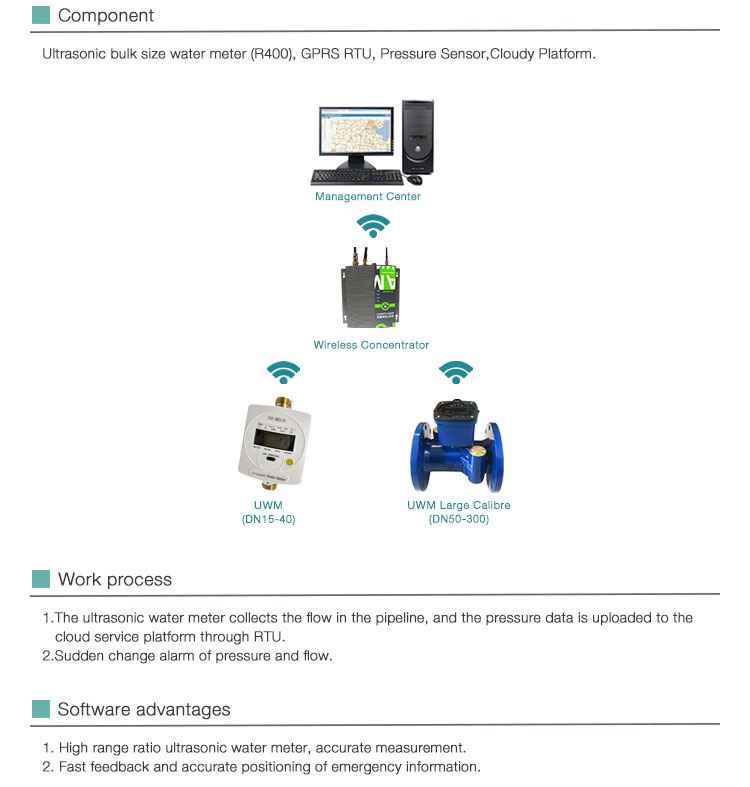 Component
Ultrasonic bulk size water meter (R400), GPRS RTU, Pressure Sensor,Cloudy Platform.
Management Center
Wireless Concentrator
UWM
(DN15-40)
UWM Large Calibre
(DN50-300)
Work process
1.The ultrasonic water meter collects the flow in the pipeline, and the pressure data is uploaded to the
cloud service platform through RTU.
2.Sudden change alarm of pressure and flow.
Software advantages
1. High range ratio ultrasonic water meter, accurate measurement.
2. Fast feedback and accurate positioning of emergency information.